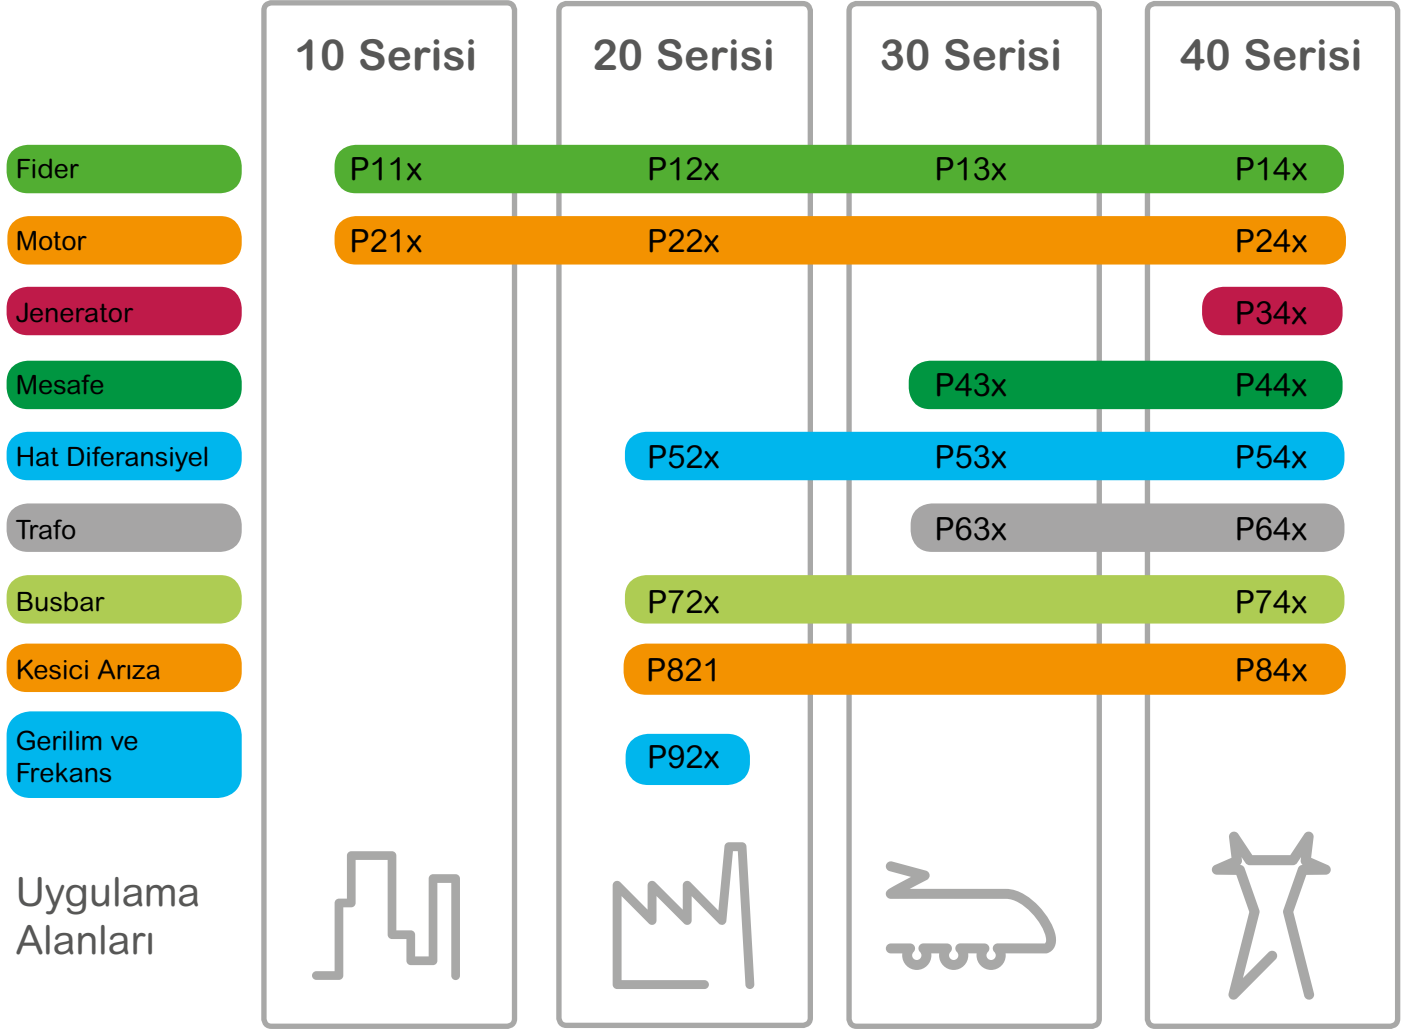 10 Serisi 20 Serisi 30 Serisi 40 Serisi
Fider P11x P12x P13x P14x
Motor P21x P22x P24x
Jenerator P34x
Mesafe P43x P44x
Hat Diferansiyel P52x P53x P54x
Trafo P63x P64x
Busbar P72x P74x
Kesici Arıza P821 P84x
Gerilim ve
Frekans P92x
Uygulama
Alanları